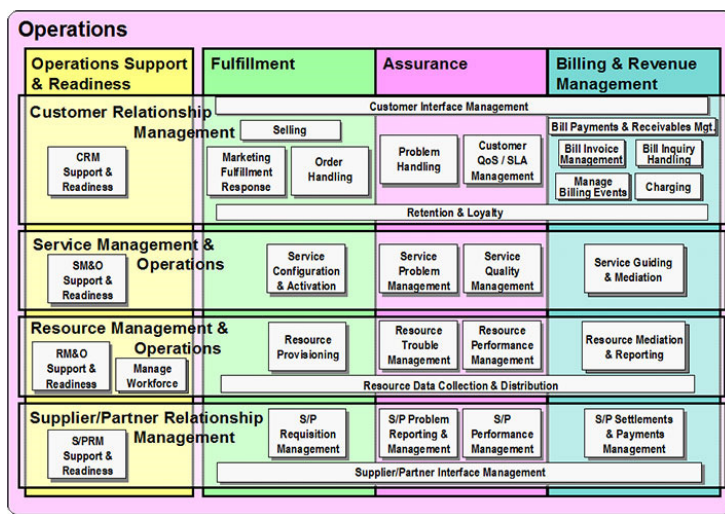 Operations
Operations Support
& Readiness
Fulfillment
Assurance
Billing & Revenue
Management
Customer Relationship
Management
Customer Interface Management
Selling
Bill Payments & Receivables Mgt.
CRM
Support &
Readiness
Marketing
Fulfillment
Response
Order
Handling
Problem
Handling
Customer
QoS / SLA
Management
Bill Invoice
Management
Bill Inquiry
Handling
Manage
Billing Events
Charging
Retention & Loyalty
Service Management &
Operations
SM&O
Support &
Readiness
Service
Configuration
& Activation
Service
Problem
Management
Service
Quality
Management
Service Guiding
& Mediation
Resource Management &
Operations
RM&O
Support &
Readiness
Manage
Workforce
Resource
Provisioning
Resource
Trouble
Management
Resource
Performance
Management
Resource Mediation
& Reporting
Resource Data Collection & Distribution
Supplier/Partner Relationship
Management
S/PRM
Support &
Readiness
S/P
Requisition
Management
S/P Problem
Reporting &
Management
S/P
Performance
Management
S/P Settlements
& Payments
Management
Supplier/Partner Interface Management